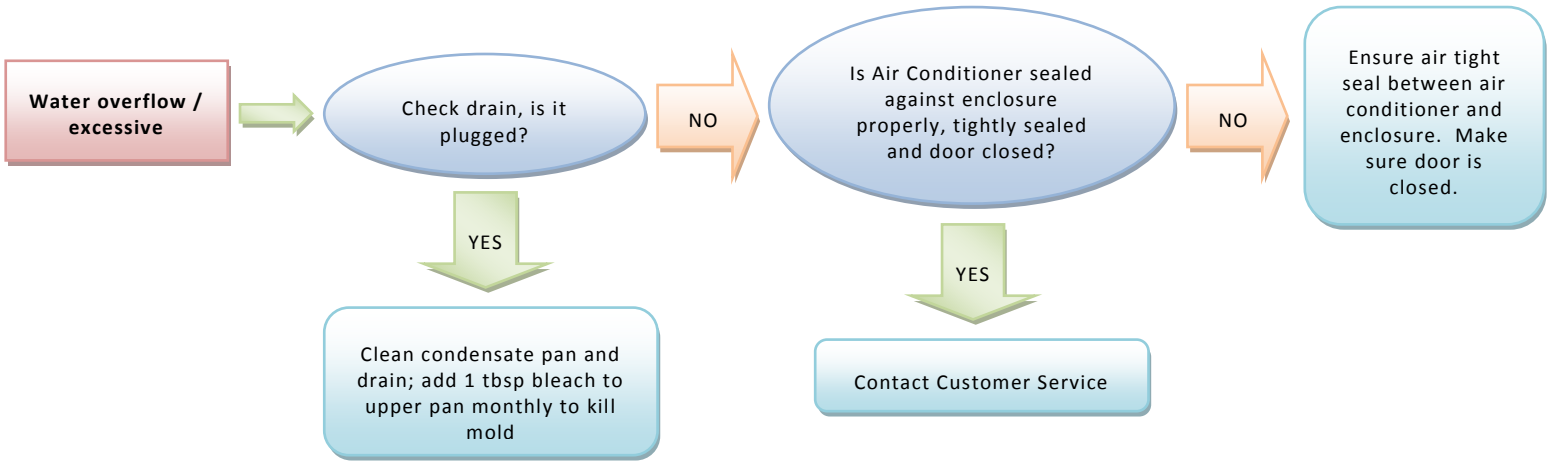 Water overflow /
excessive
Check drain, is it
plugged?
NO
Is Air Conditioner sealed
against enclosure
properly, tightly sealed
and door closed?
NO
Ensure air tight
seal between air
conditioner and
enclosure.  Make
sure door is
closed.
YES
Clean condensate pan and
drain; add 1 tbsp bleach to
upper pan monthly to kill
mold
YES
Contact Customer Service